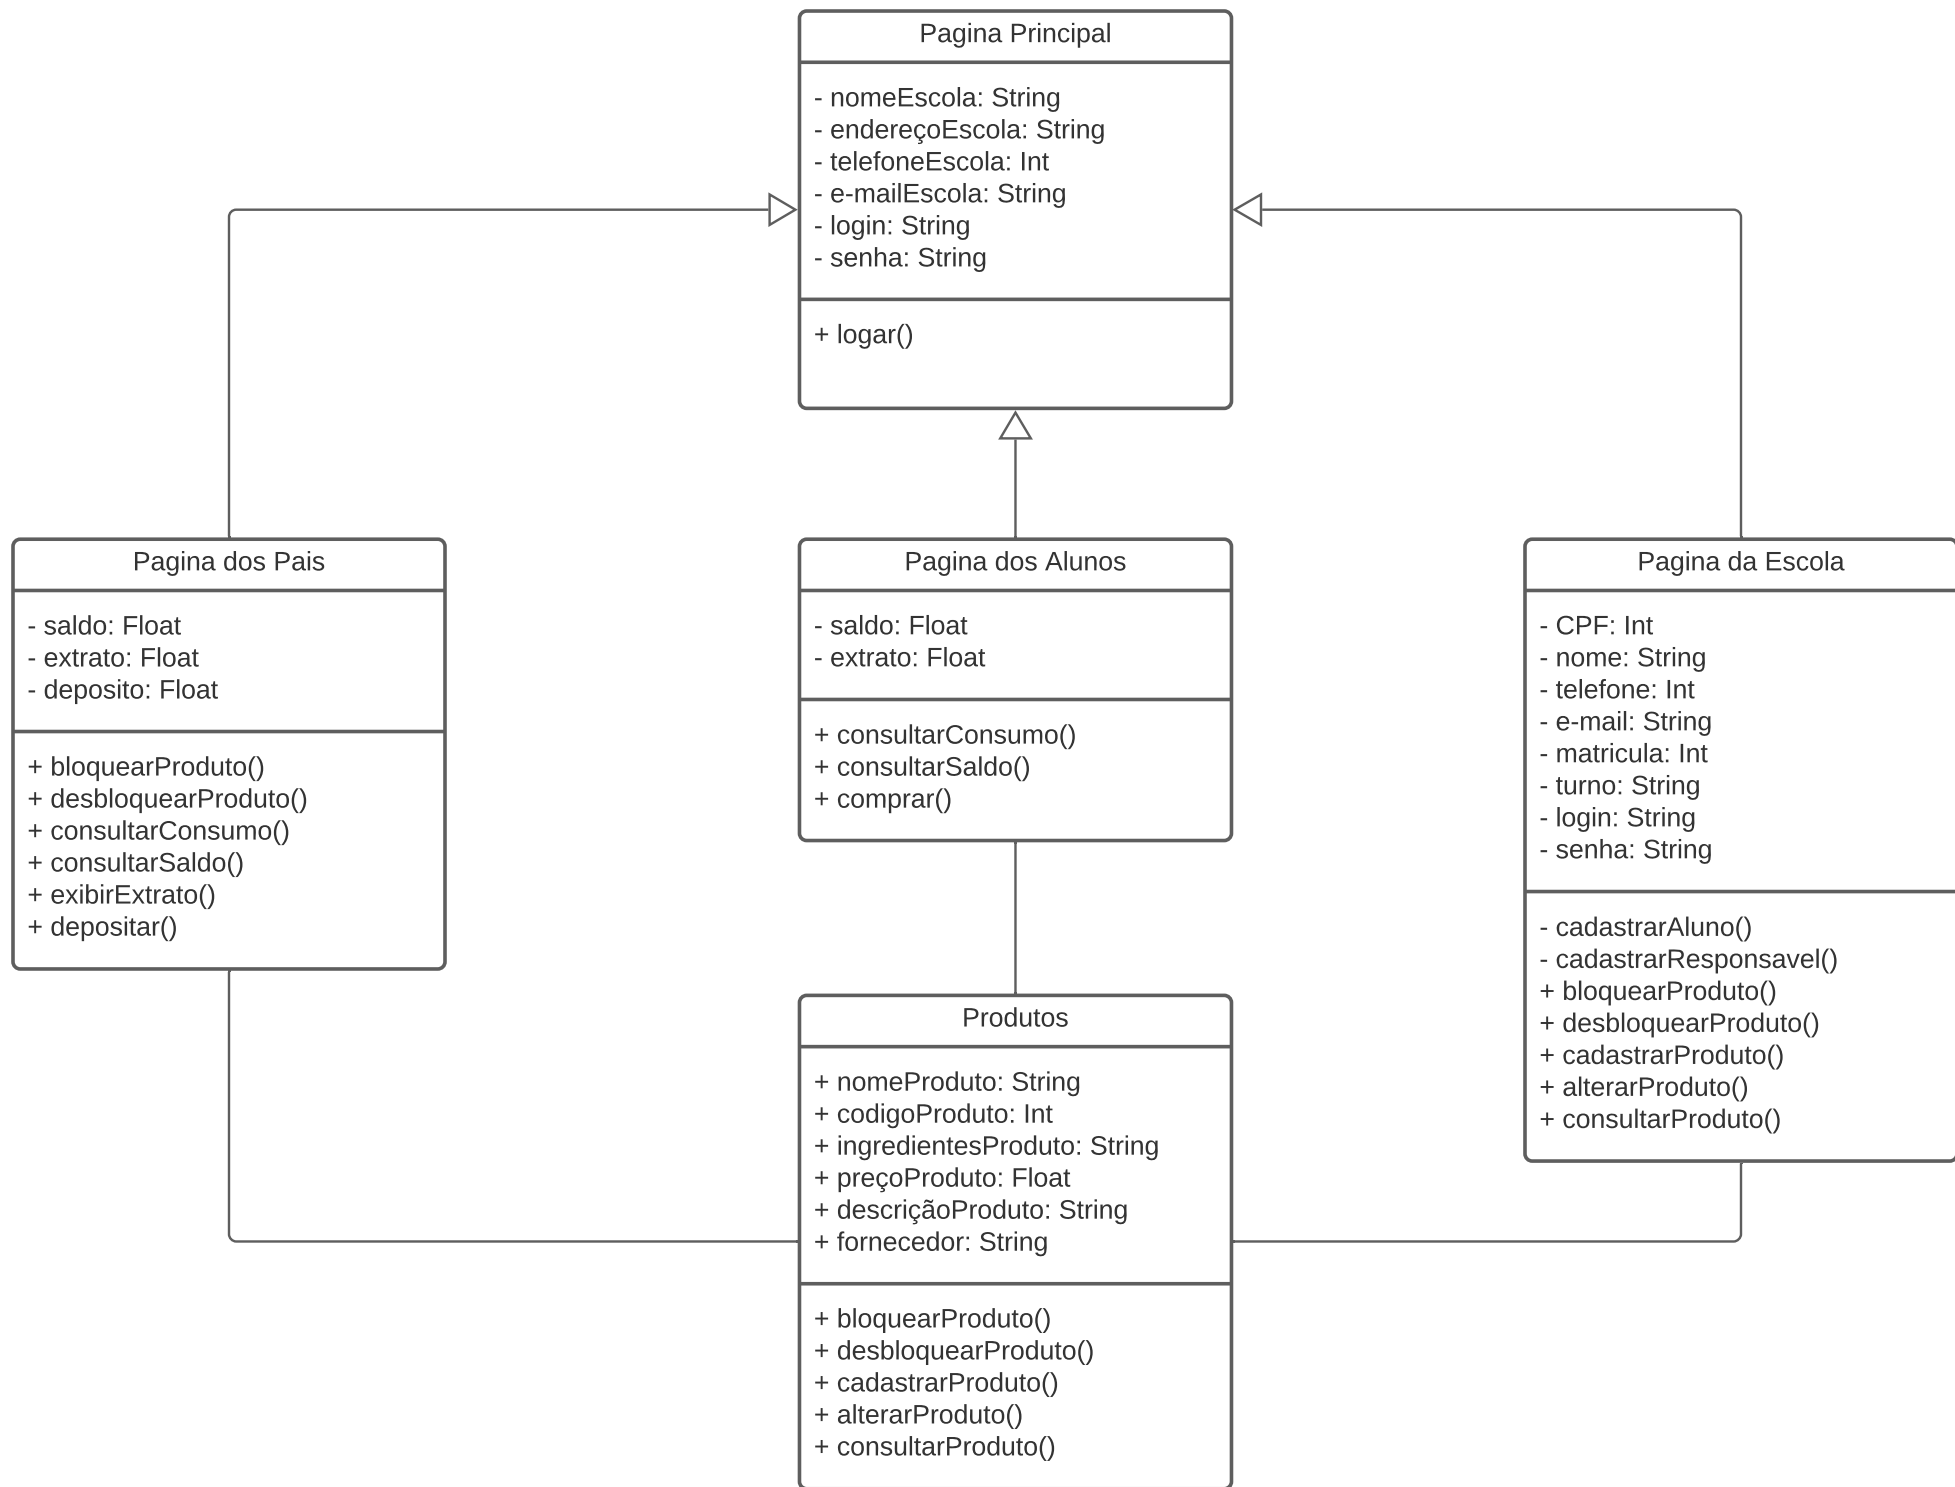 Pagina Principal
- nomeEscola: String
- endereçoEscola: String
- telefoneEscola: Int
- e-mailEscola: String
- login: String
- senha: String
+ logar()
Pagina dos Pais
- saldo: Float
- extrato: Float
- deposito: Float
+ bloquearProduto()
+ desbloquearProduto()
+ consultarConsumo()
+ consultarSaldo()
+ exibirExtrato()
+ depositar()
Pagina dos Alunos
- saldo: Float
- extrato: Float
+ consultarConsumo()
+ consultarSaldo()
+ comprar()
Pagina da Escola
- CPF: Int
- nome: String
- telefone: Int
- e-mail: String
- matricula: Int
- turno: String
- login: String
- senha: String
- cadastrarAluno()
- cadastrarResponsavel()
+ bloquearProduto()
+ desbloquearProduto()
+ cadastrarProduto()
+ alterarProduto()
+ consultarProduto()
Produtos
+ nomeProduto: String
+ codigoProduto: Int
+ ingredientesProduto: String
+ preçoProduto: Float
+ descriçãoProduto: String
+ fornecedor: String
+ bloquearProduto()
+ desbloquearProduto()
+ cadastrarProduto()
+ alterarProduto()
+ consultarProduto()